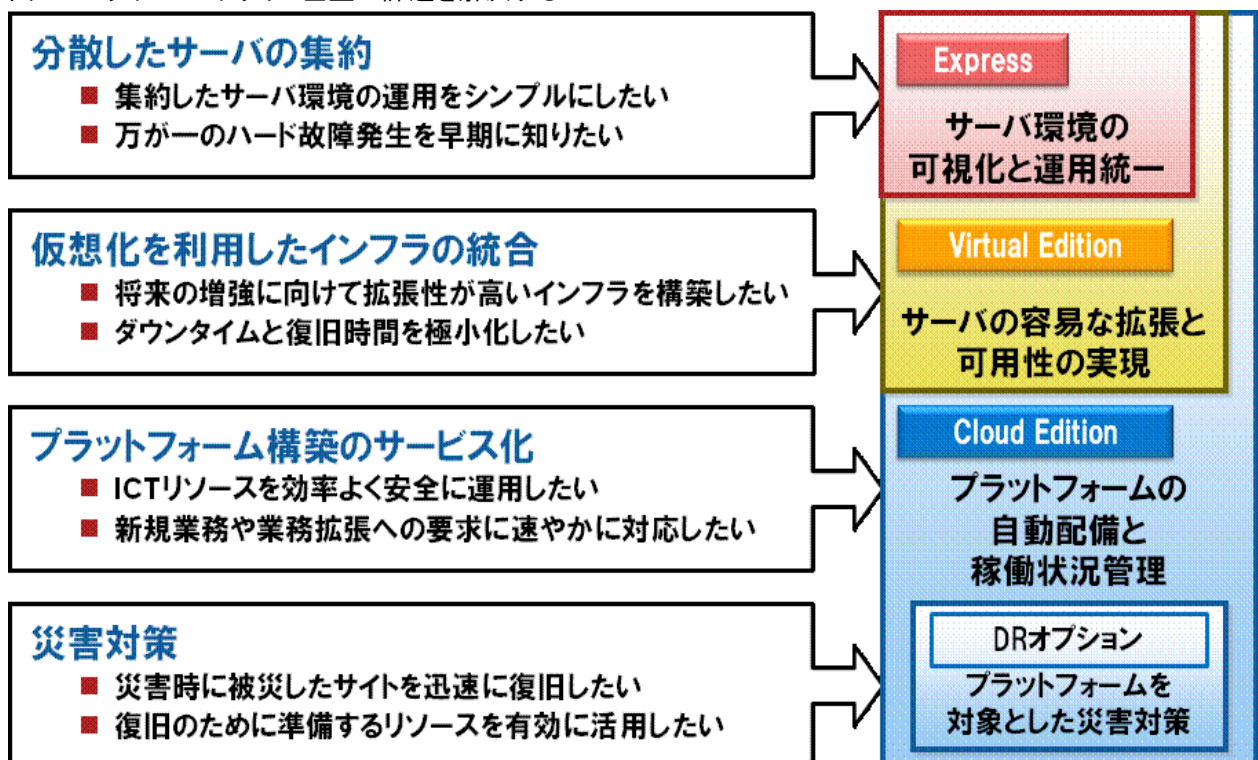 分散したサーバの集約
■ 集約したサーバ環境の運用をシンプルにしたい
■ 万が一のハード故障発生を早期に知りたい
Express
サーバ環境の
可視化と運用統一
仮想化を利用したインフラの統合
■ 将来の増強に向けて拡張性が高いインフラを構築したい
■ ダウンタイムと復旧時間を極小化したい
Virtual Edition
サーバの容易な拡張と
可用性の実現
プラットフォーム構築のサービス化
■ ICTリソースを効率よく安全に運用したい
■ 新規業務や業務拡張への要求に速やかに対応したい
Cloud Edition
プラットフォームの
自動配備と
稼働状況管理
災害対策
■ 災害時に被災したサイトを迅速に復旧したい
■ 復旧のために準備するリソースを有効に活用したい
DRオプション
プラットフォームを
対象とした災害対策